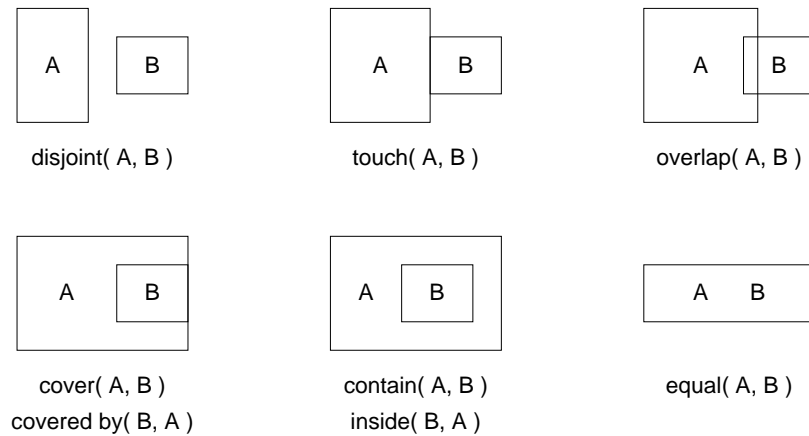 A B
A B
A B
disjoint( A, B )
touch( A, B )
overlap( A, B )
A B
A B
A B
cover( A, B )
contain( A, B )
equal( A, B )
covered by( B, A )
inside( B, A )